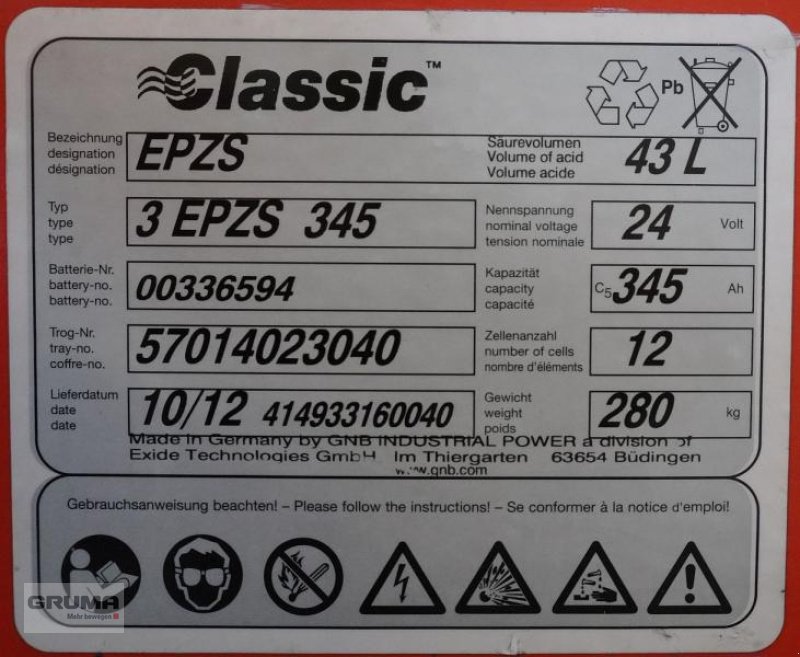 Classic™
Pb
Bezeichnung
designation
désignation
EPZS
Säurevolumen
Volume of acid
Volume acide
43 L
Typ
type
type
3 EPZS 345
Nennspannung
nominal voltage
tension nominale
24 Volt
Batterie-Nr.
battery-no.
battery-no.
00336594
Kapazität
capacity
capacité
C5 345 Ah
Trog-Nr.
tray-no.
coffre-no.
57014023040
Zellenanzahl
number of cells
nombre d'éléments
12
Lieferdatum
date
date
10/12 414933160040
Gewicht
weight
poids
280 kg
Made in Germany by GNB INDUSTRIAL POWER a division of
Exide Technologies GmbH Im Thiergarten 63654 Büdingen
www.gnb.com
Gebrauchsanweisung beachten! – Please follow the instructions! – Se conformer à la notice d'emploi!
GRUMA
Mehr bewegen